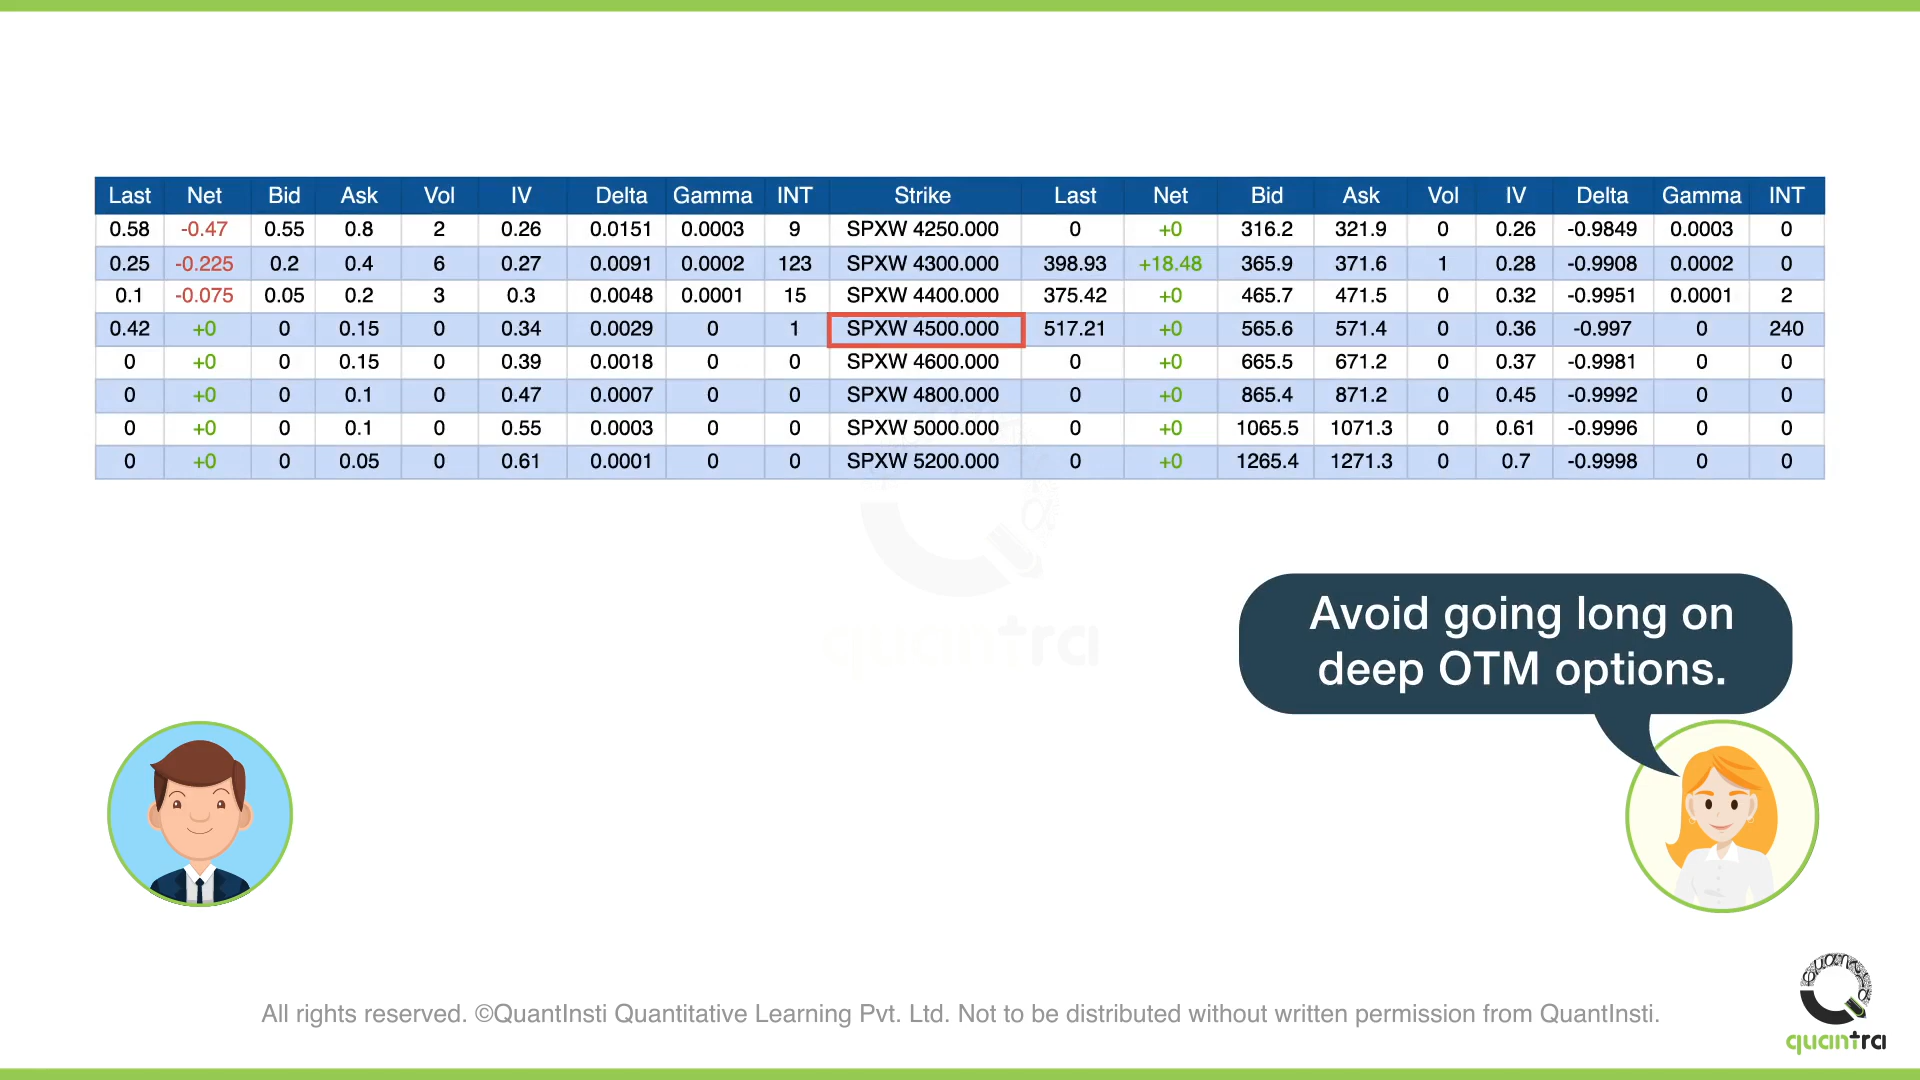 Last Net Bid Ask Vol IV Delta Gamma INT Strike Last Net Bid Ask Vol IV Delta Gamma INT
0.58 -0.47 0.55 0.8 2 0.26 0.0151 0.0003 9 SPXW 4250.000 0 +0 316.2 321.9 0 0.26 -0.9849 0.0003 0
0.25 -0.225 0.2 0.4 6 0.27 0.0091 0.0002 123 SPXW 4300.000 398.93 +18.48 365.9 371.6 1 0.28 -0.9908 0.0002 0
0.1 -0.075 0.05 0.2 3 0.3 0.0048 0.0001 15 SPXW 4400.000 375.42 +0 465.7 471.5 0 0.32 -0.9951 0.0001 2
0.42 +0 0 0.15 0 0.34 0.0029 0 1 SPXW 4500.000 517.21 +0 565.6 571.4 0 0.36 -0.997 0 240
0 +0 0 0.15 0 0.39 0.0018 0 0 SPXW 4600.000 0 +0 665.5 671.2 0 0.37 -0.9981 0 0
0 +0 0 0.1 0 0.47 0.0007 0 0 SPXW 4800.000 0 +0 865.4 871.2 0 0.45 -0.9992 0 0
0 +0 0 0.1 0 0.55 0.0003 0 0 SPXW 5000.000 0 +0 1065.5 1071.3 0 0.61 -0.9996 0 0
0 +0 0 0.05 0 0.61 0.0001 0 0 SPXW 5200.000 0 +0 1265.4 1271.3 0 0.7 -0.9998 0 0
quantra
Avoid going long on
deep OTM options.
All rights reserved. ©QuantInsti Quantitative Learning Pvt. Ltd. Not to be distributed without written permission from QuantInsti.
quantra